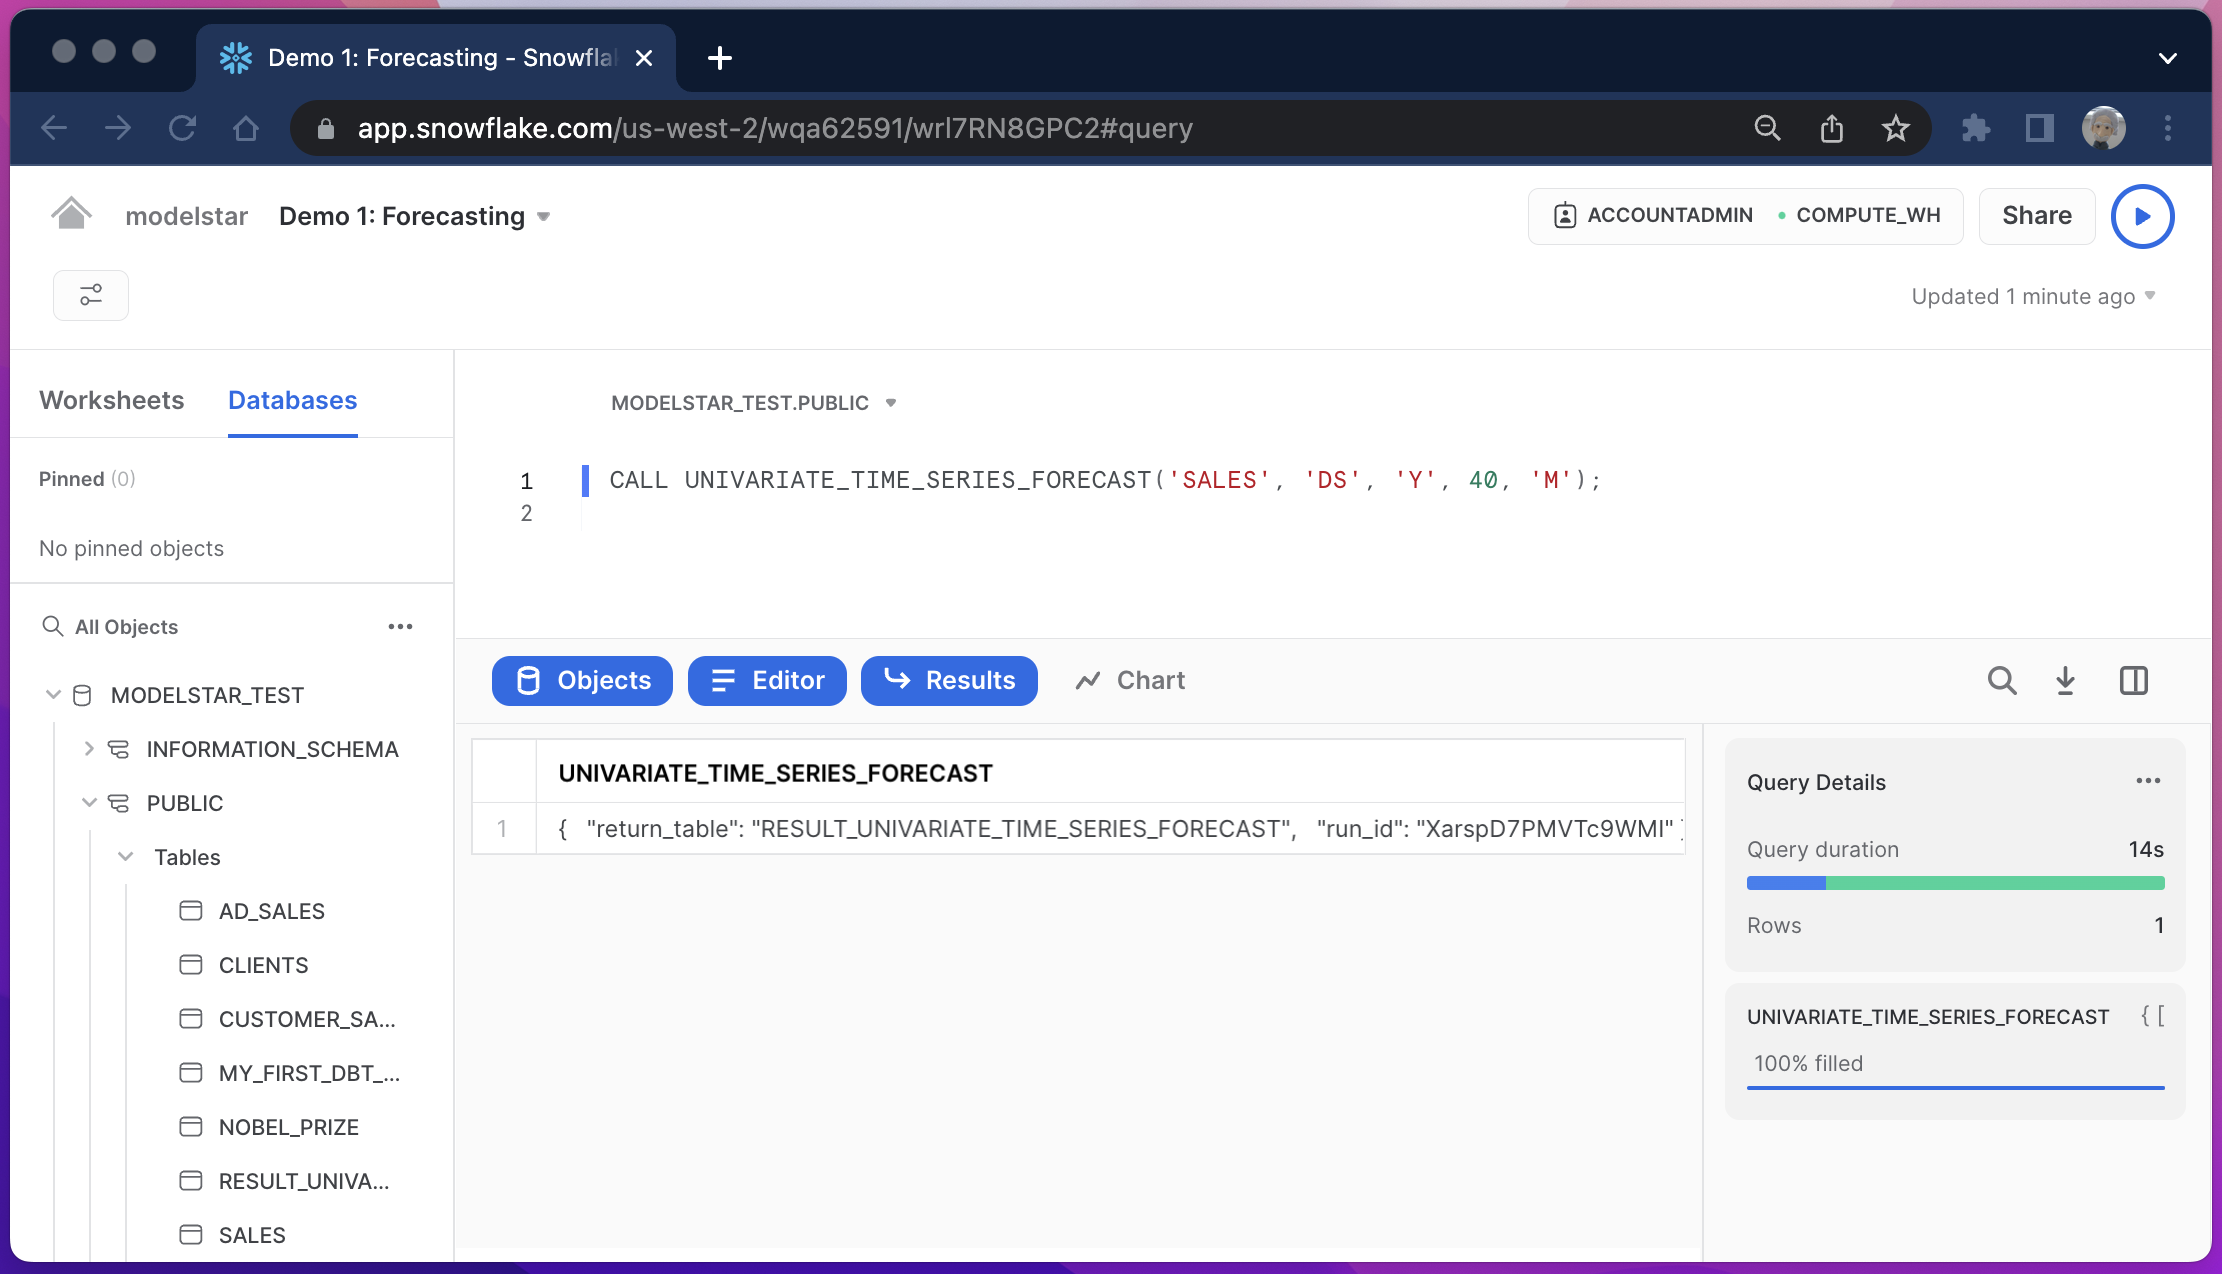 Demo 1: Forecasting - Snowfla
app.snowflake.com/us-west-2/wqa62591/wrl7RN8GPC2#query
modelstar Demo 1: Forecasting
ACCOUNTADMIN COMPUTE_WH
Share
Updated 1 minute ago
Worksheets Databases
Pinned (0)
No pinned objects
All Objects
MODELSTAR_TEST
INFORMATION_SCHEMA
PUBLIC
Tables
AD_SALES
CLIENTS
CUSTOMER_SA...
MY_FIRST_DBT_...
NOBEL_PRIZE
RESULT_UNIVA...
SALES
MODELSTAR_TEST.PUBLIC
1 CALL UNIVARIATE_TIME_SERIES_FORECAST('SALES', 'DS', 'Y', 40, 'M');
2
Objects Editor Results Chart
UNIVARIATE_TIME_SERIES_FORECAST
1 { "return_table": "RESULT_UNIVARIATE_TIME_SERIES_FORECAST", "run_id": "XarspD7PMVTc9WMI" }
Query Details
Query duration 14s
Rows 1
UNIVARIATE_TIME_SERIES_FORECAST { [
100% filled